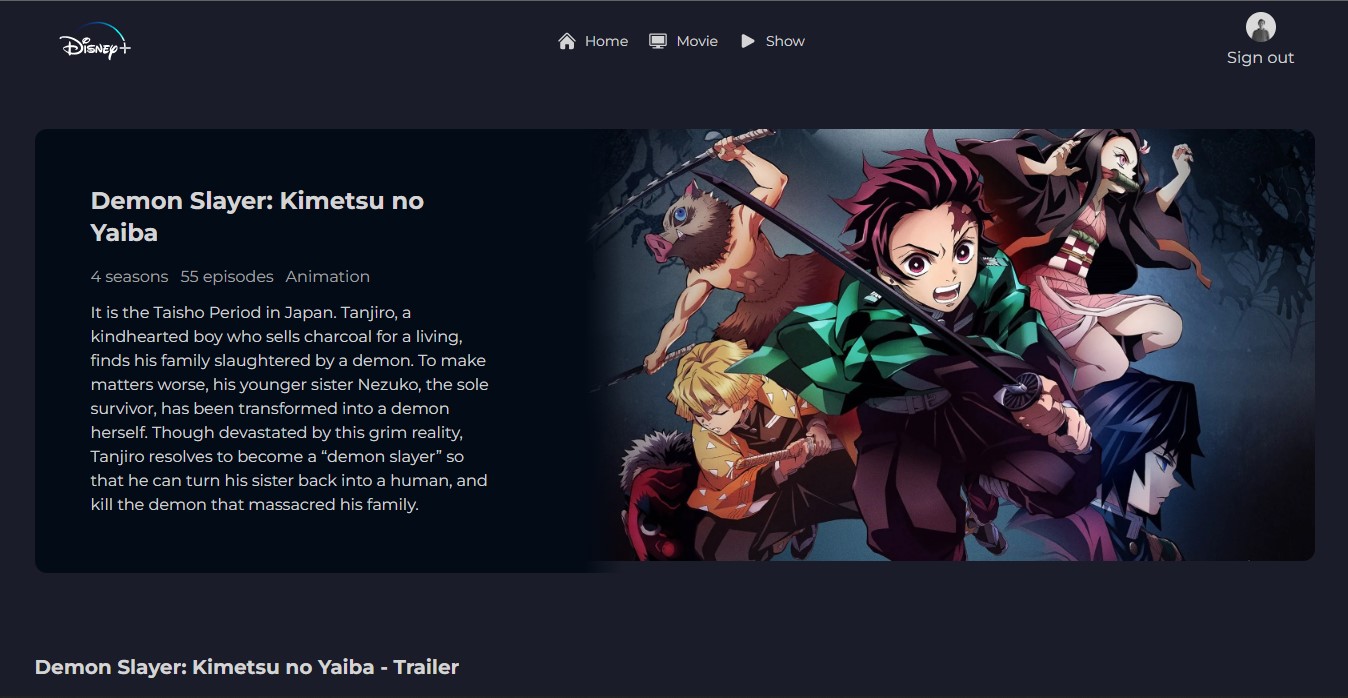 Disney+
Home
Movie
Show
Sign out
Demon Slayer: Kimetsu no
Yaiba
4 seasons 55 episodes Animation
It is the Taisho Period in Japan. Tanjiro, a
kindhearted boy who sells charcoal for a living,
finds his family slaughtered by a demon. To make
matters worse, his younger sister Nezuko, the sole
survivor, has been transformed into a demon
herself. Though devastated by this grim reality,
Tanjiro resolves to become a “demon slayer” so
that he can turn his sister back into a human, and
kill the demon that massacred his family.
Demon Slayer: Kimetsu no Yaiba - Trailer